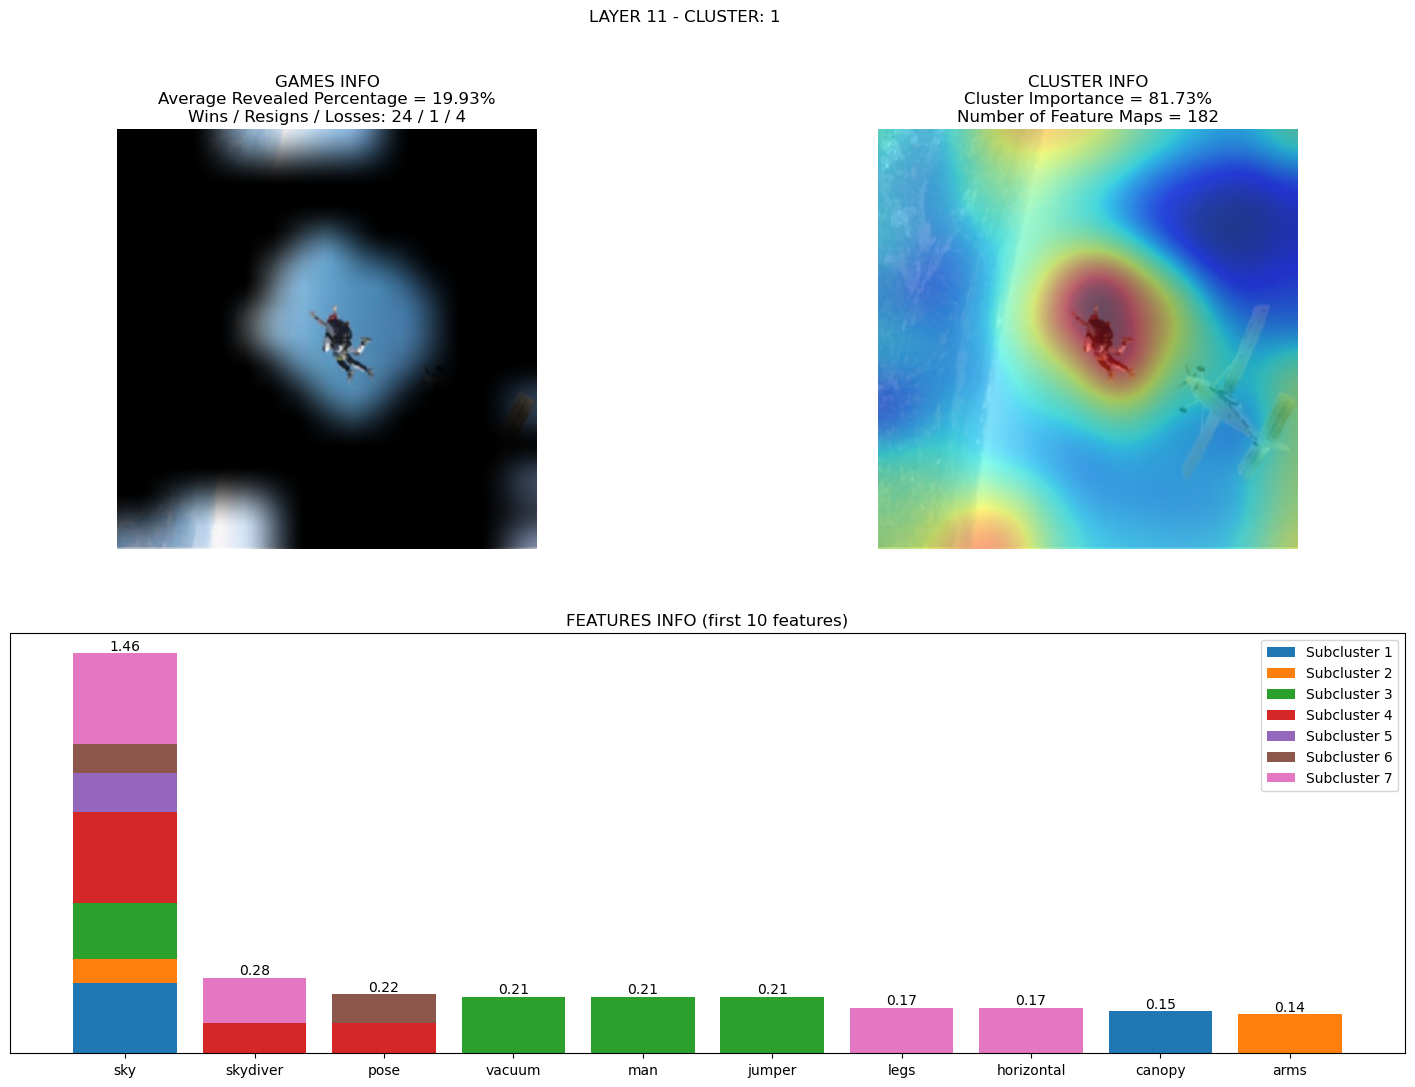 LAYER 11 - CLUSTER: 1
GAMES INFO
Average Revealed Percentage = 19.93%
Wins / Resigns / Losses: 24 / 1 / 4
CLUSTER INFO
Cluster Importance = 81.73%
Number of Feature Maps = 182
FEATURES INFO (first 10 features)
1.46
0.28
0.22
0.21
0.21
0.21
0.17
0.17
0.15
0.14
Subcluster 1
Subcluster 2
Subcluster 3
Subcluster 4
Subcluster 5
Subcluster 6
Subcluster 7
sky
skydiver
pose
vacuum
man
jumper
legs
horizontal
canopy
arms